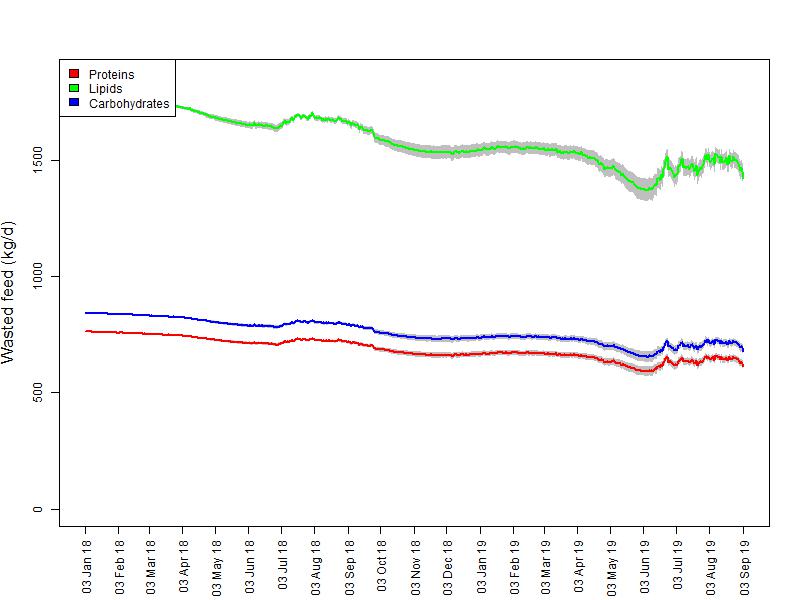 Proteins
Lipids
Carbohydrates
Wasted feed (kg/d)
1500
1000
500
0
03 Jan 18
03 Feb 18
03 Mar 18
03 Apr 18
03 May 18
03 Jun 18
03 Jul 18
03 Aug 18
03 Sep 18
03 Oct 18
03 Nov 18
03 Dec 18
03 Jan 19
03 Feb 19
03 Mar 19
03 Apr 19
03 May 19
03 Jun 19
03 Jul 19
03 Aug 19
03 Sep 19